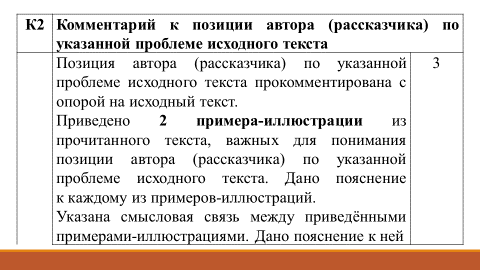 К2 Комментарий к позиции автора (рассказчика) по
указанной проблеме исходного текста
Позиция автора (рассказчика) по указанной 3
проблеме исходного текста прокомментирована с
опорой на исходный текст.
Приведено 2 примера-иллюстрации из
прочитанного текста, важных для понимания
позиции автора (рассказчика) по указанной
проблеме исходного текста. Дано пояснение
к каждому из примеров-иллюстраций.
Указана смысловая связь между приведёнными
примерами-иллюстрациями. Дано пояснение к ней